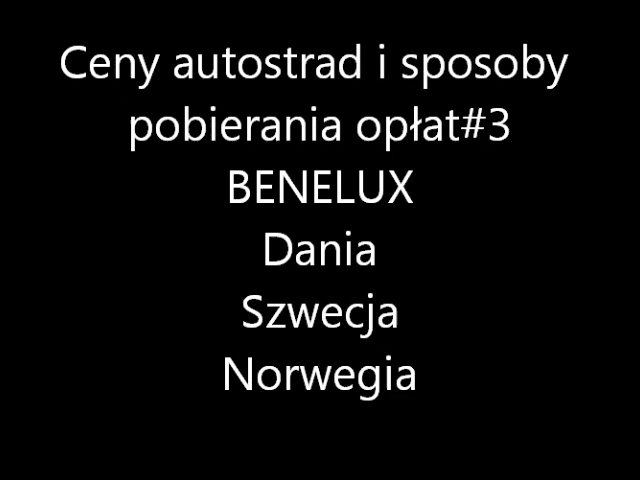 Ceny autostrad i sposoby
pobierania opłat#3
BENELUX
Dania
Szwecja
Norwegia